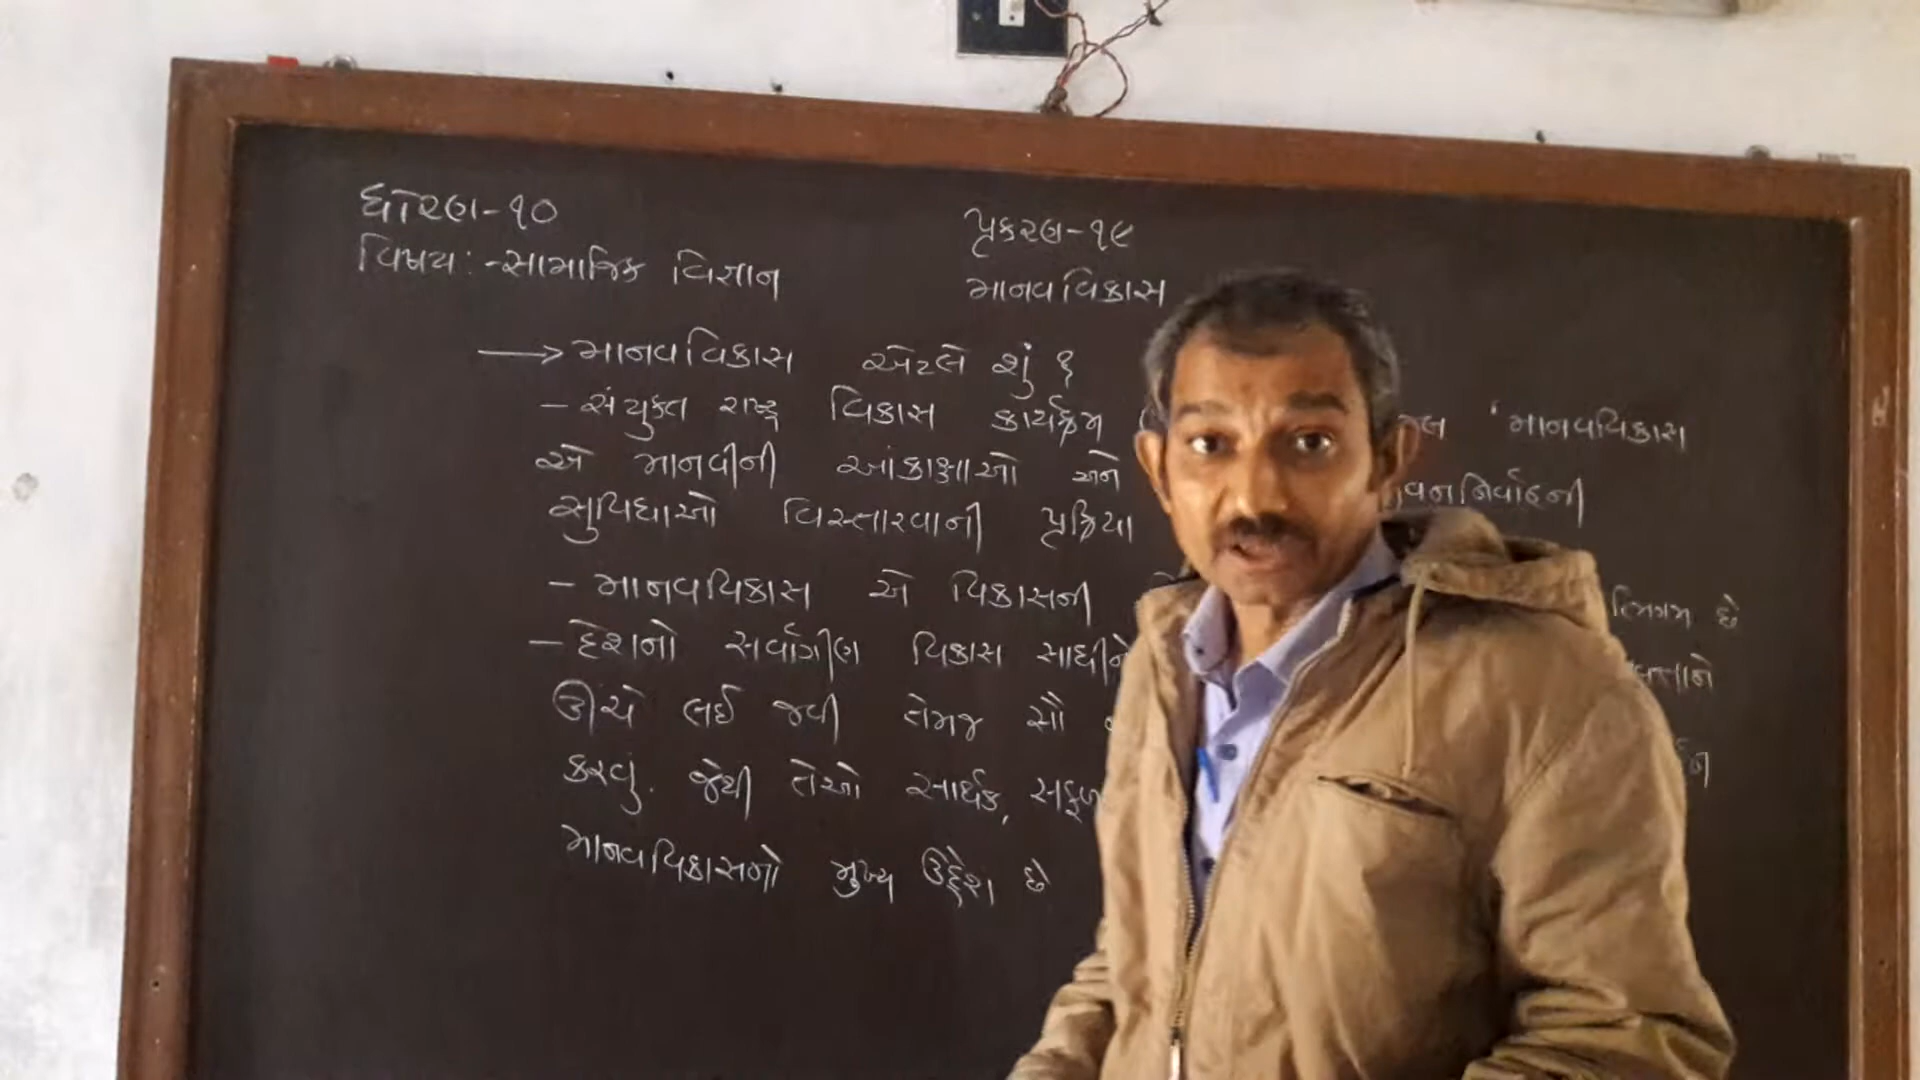 ધોરણ-૧૦
વિષય:-સામાજિક વિજ્ઞાન
પ્રકરણ-૧૯
માનવવિકાસ
→ માનવવિકાસ એટલે શું ?
- સંયુક્ત રાષ્ટ્ર વિકાસ કાર્યક્રમ 'માનવવિકાસ
એ માનવીની આંકાક્ષાઓ અને વનનિર્વાહની
સુવિધાઓ વિસ્તારવાની પ્રક્રિયા
- માનવવિકાસ એ વિકાસની છે
- દેશનો સર્વાગીણ વિકાસ સાધીને
ઊંચે લઈ જવી તેમજ સૌ
કરવું. જેથી તેઓ સાર્થક, સફળ
માનવવિકાસનો મુખ્ય ઉદ્દેશ છે